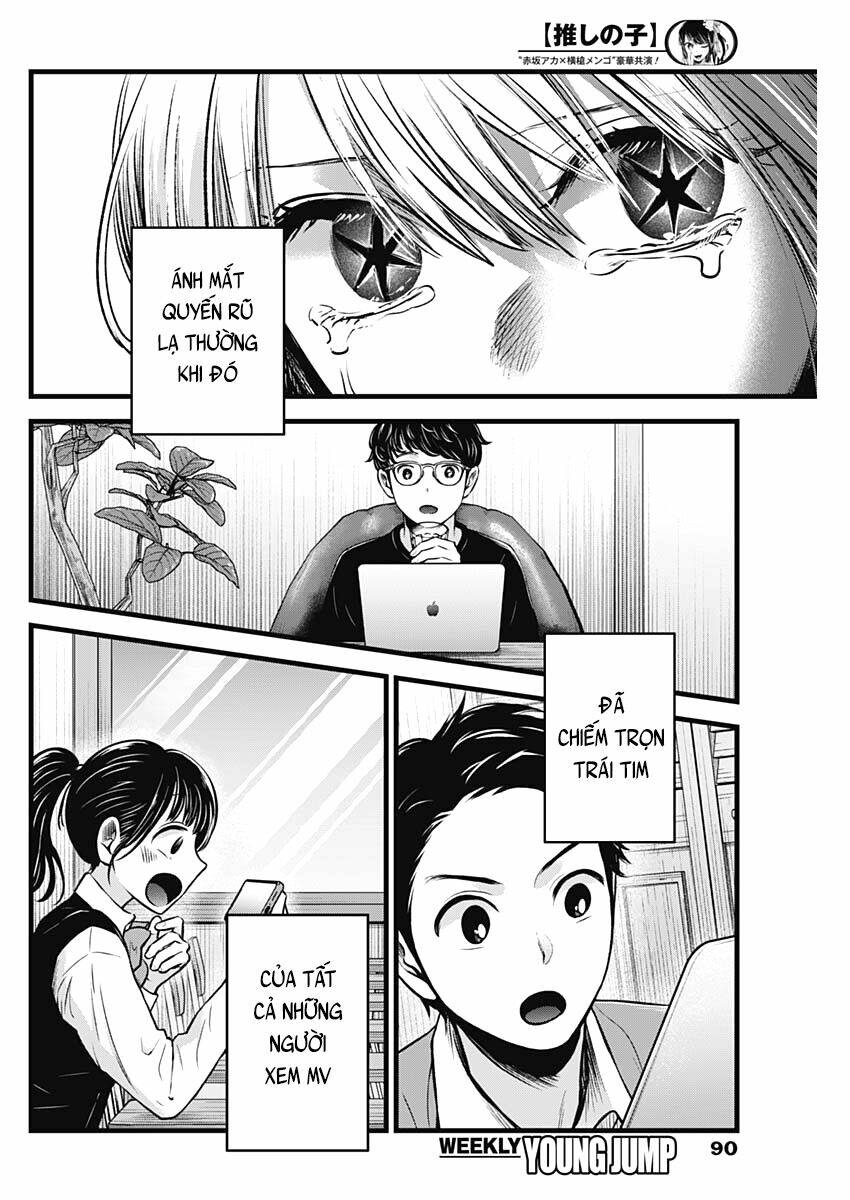 【推しの子】
“赤坂アカ×横槍メンゴ”豪華共演！
ÁNH MẮT
QUYẾN RŨ
LẠ THƯỜNG
KHI ĐÓ
ĐÃ
CHIẾM TRỌN
TRÁI TIM
CỦA TẤT
CẢ NHỮNG
NGƯỜI
XEM MV
WEEKLY YOUNG JUMP 90